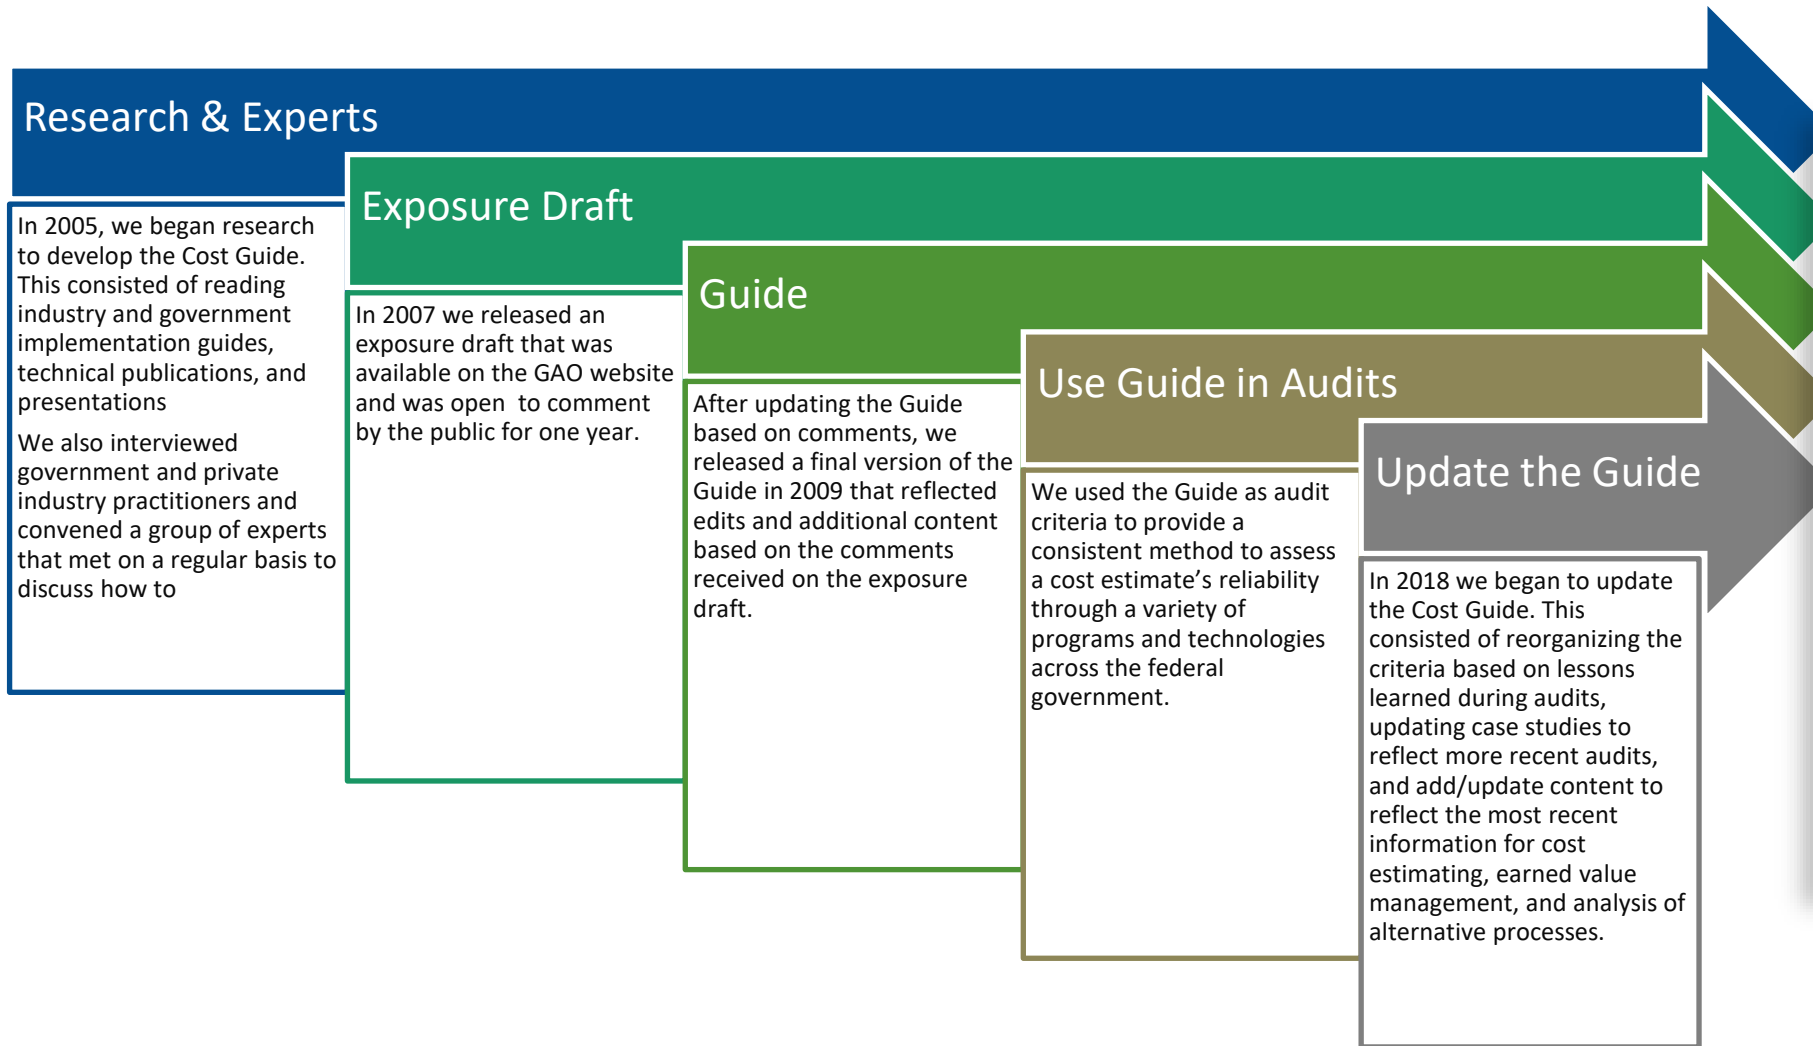 Research & Experts
In 2005, we began research
to develop the Cost Guide.
This consisted of reading
industry and government
implementation guides,
technical publications, and
presentations
We also interviewed
government and private
industry practitioners and
convened a group of experts
that met on a regular basis to
discuss how to
Exposure Draft
In 2007 we released an
exposure draft that was
available on the GAO website
and was open  to comment
by the public for one year.
Guide
After updating the Guide
based on comments, we
released a final version of the
Guide in 2009 that reflected
edits and additional content
based on the comments
received on the exposure
draft.
Use Guide in Audits
We used the Guide as audit
criteria to provide a
consistent method to assess
a cost estimate's reliability
through a variety of
programs and technologies
across the federal
government.
Update the Guide
In 2018 we began to update
the Cost Guide. This
consisted of reorganizing the
criteria based on lessons
learned during audits,
updating case studies to
reflect more recent audits,
and add/update content to
reflect the most recent
information for cost
estimating, earned value
management, and analysis of
alternative processes.